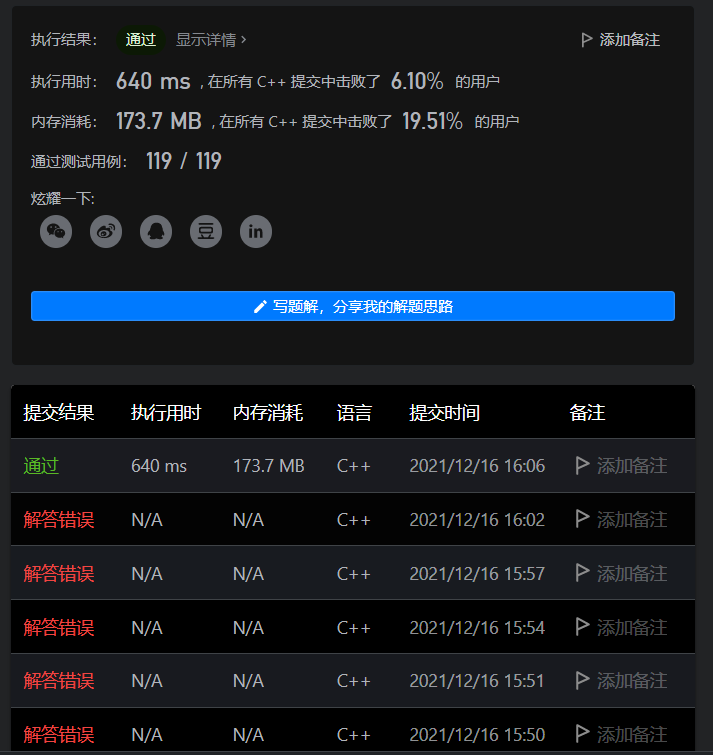 执行结果： 通过 显示详情 › 添加备注
执行用时： 640 ms , 在所有 C++ 提交中击败了 6.10% 的用户
内存消耗： 173.7 MB , 在所有 C++ 提交中击败了 19.51% 的用户
通过测试用例： 119 / 119
炫耀一下:
豆 in
写题解，分享我的解题思路
提交结果 执行用时 内存消耗 语言 提交时间 备注
通过 640 ms 173.7 MB C++ 2021/12/16 16:06 添加备注
解答错误 N/A N/A C++ 2021/12/16 16:02 添加备注
解答错误 N/A N/A C++ 2021/12/16 15:57 添加备注
解答错误 N/A N/A C++ 2021/12/16 15:54 添加备注
解答错误 N/A N/A C++ 2021/12/16 15:51 添加备注
解答错误 N/A N/A C++ 2021/12/16 15:50 添加备注